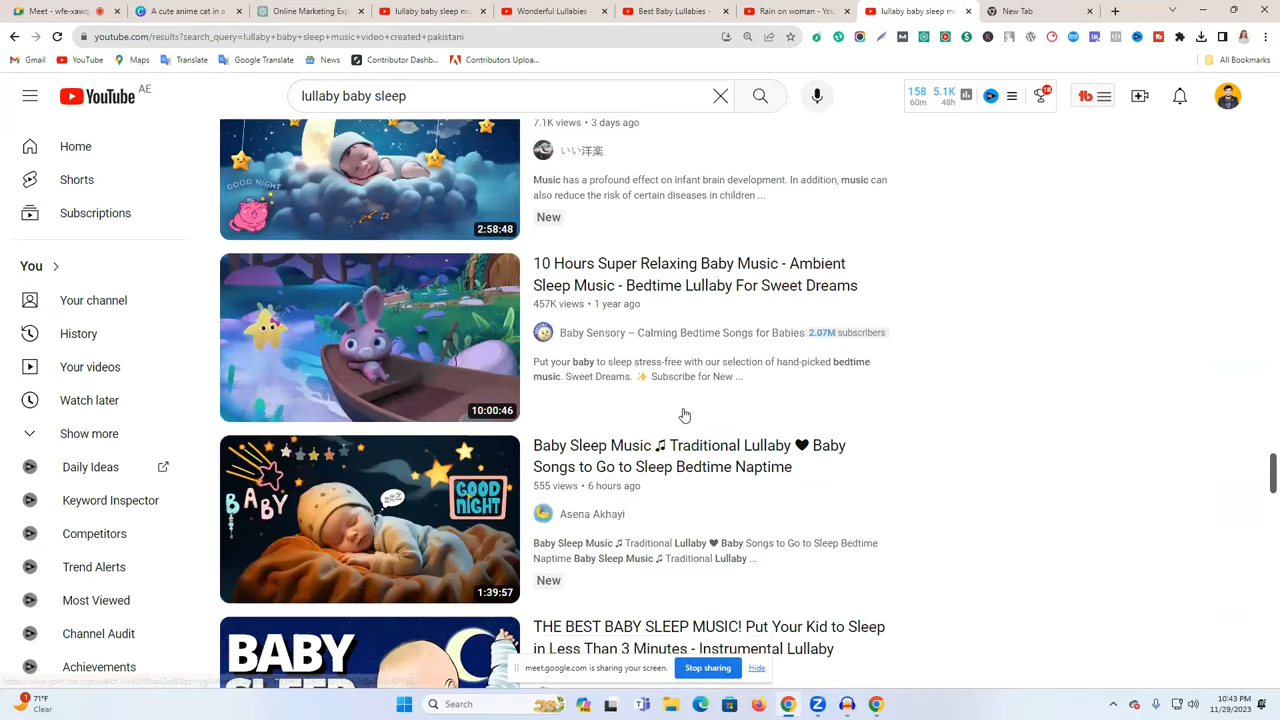 Meet - wfe-xawq
A cute anime cat in a
Online Marketing Exp
lullaby baby sleep mu
Wonderful Lullabies -
Best Baby Lullabies -
Rain on woman - You
lullaby baby sleep mu
New Tab
youtube.com/results?search_query=lullaby+baby+sleep+music+video+created+pakistani
Gmail
YouTube
Maps
Translate
Google Translate
News
Contributor Dashb...
Contributors Uploa...
All Bookmarks
YouTube AE
lullaby baby sleep
158 60m
5.1K 48h
18
Home
Shorts
Subscriptions
You
Your channel
History
Your videos
Watch later
Show more
Daily Ideas
Keyword Inspector
Competitors
Trend Alerts
Most Viewed
Channel Audit
Achievements
GOOD NIGHT
2:58:48
7.1K views • 3 days ago
いい洋楽
Music has a profound effect on infant brain development. In addition, music can
also reduce the risk of certain diseases in children ...
New
10:00:46
10 Hours Super Relaxing Baby Music - Ambient
Sleep Music - Bedtime Lullaby For Sweet Dreams
457K views • 1 year ago
Baby Sensory – Calming Bedtime Songs for Babies 2.07M subscribers
Put your baby to sleep stress-free with our selection of hand-picked bedtime
music. Sweet Dreams. ✨ Subscribe for New ...
BABY
zzz
GOOD
NIGHT
1:39:57
Baby Sleep Music ♫ Traditional Lullaby ❤ Baby
Songs to Go to Sleep Bedtime Naptime
555 views • 6 hours ago
Asena Akhayi
Baby Sleep Music ♫ Traditional Lullaby ❤ Baby Songs to Go to Sleep Bedtime
Naptime Baby Sleep Music ♫ Traditional Lullaby ...
New
BABY
THE BEST BABY SLEEP MUSIC! Put Your Kid to Sleep
in Less Than 3 Minutes - Instrumental Lullaby
meet.google.com is sharing your screen.
Stop sharing
Hide
71°F
Clear
Search
10:43 PM
11/29/2023